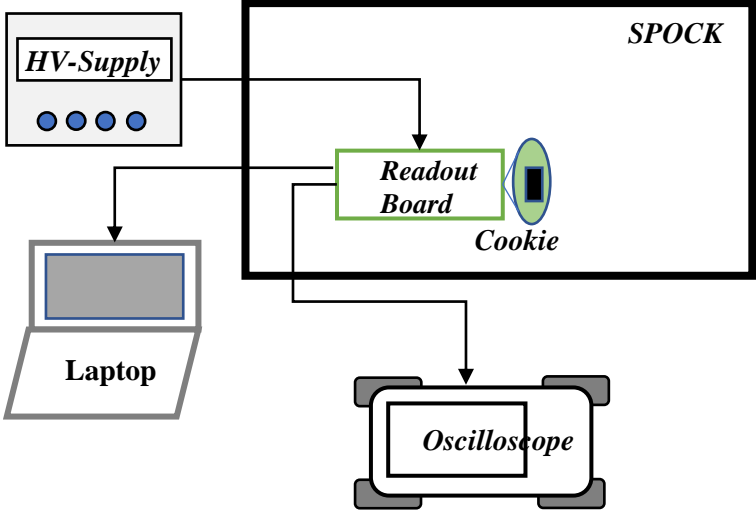 SPOCK
HV-Supply
Readout
Board
Cookie
Laptop
Oscilloscope